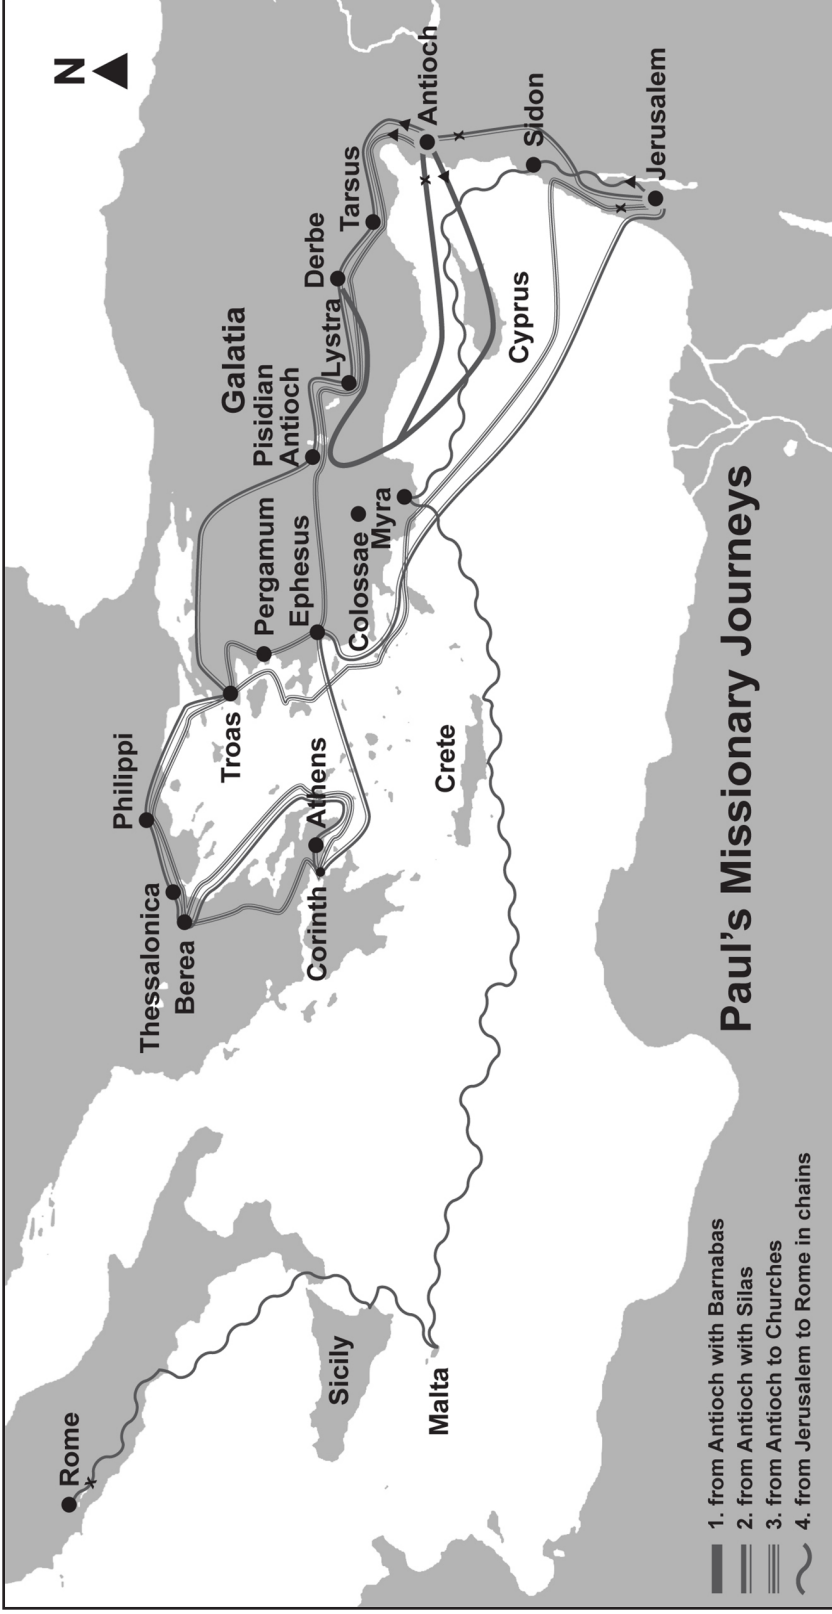 N
Rome
Sicily
Malta
Thessalonica
Berea
Philippi
Corinth
Athens
Troas
Pergamum
Ephesus
Colossae
Myra
Crete
Galatia
Pisidian
Antioch
Lystra
Derbe
Tarsus
Antioch
Cyprus
Sidon
Jerusalem
Paul's Missionary Journeys
1. from Antioch with Barnabas
2. from Antioch with Silas
3. from Antioch to Churches
4. from Jerusalem to Rome in chains